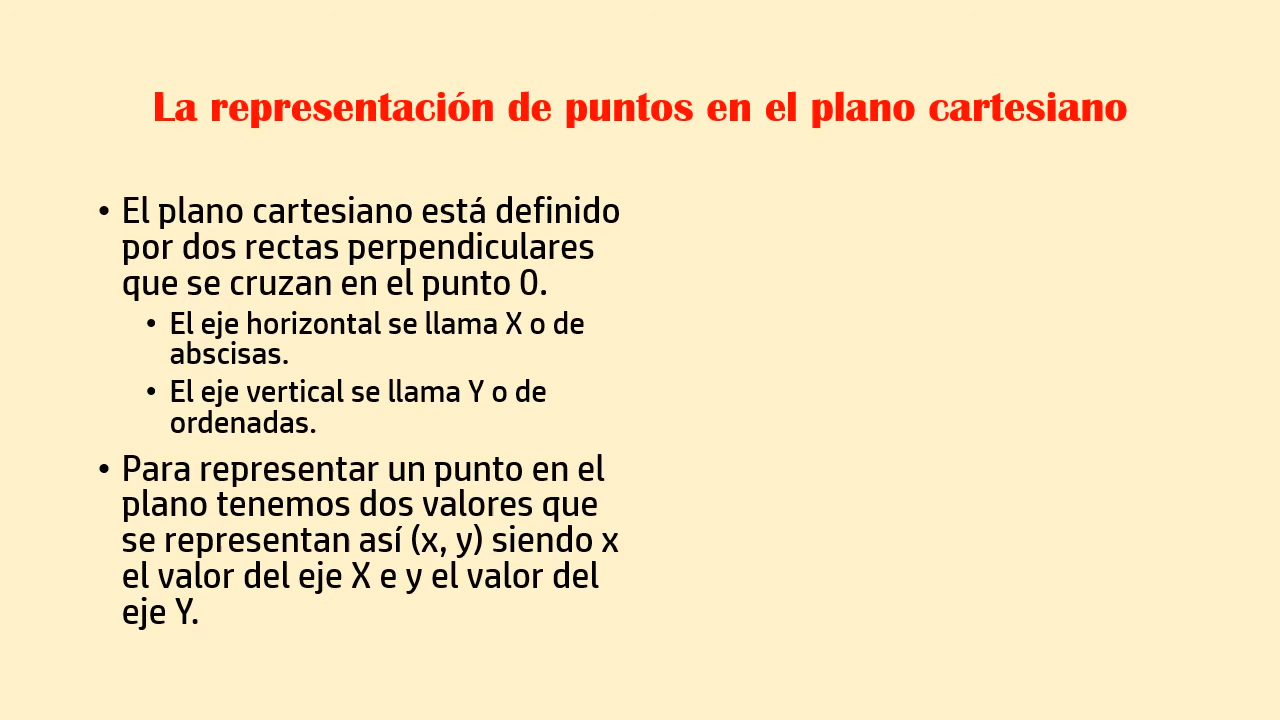 La representación de puntos en el plano cartesiano
• El plano cartesiano está definido
por dos rectas perpendiculares
que se cruzan en el punto 0.
• El eje horizontal se llama X o de
abscisas.
• El eje vertical se llama Y o de
ordenadas.
• Para representar un punto en el
plano tenemos dos valores que
se representan así (x, y) siendo x
el valor del eje X e y el valor del
eje Y.